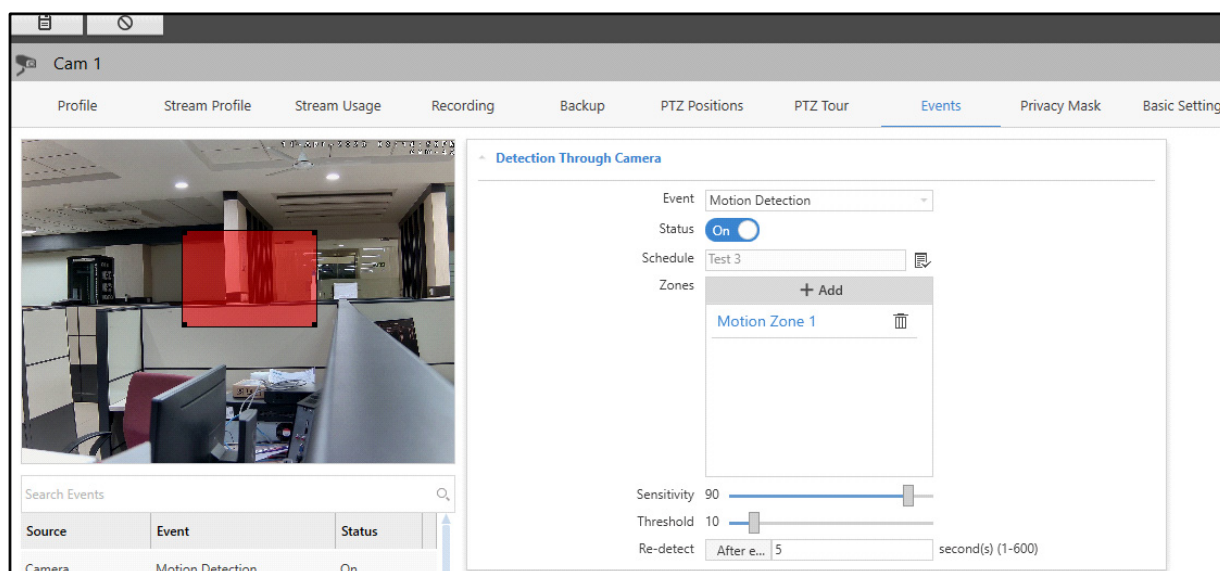 Cam 1
Profile Stream Profile Stream Usage Recording Backup PTZ Positions PTZ Tour Events Privacy Mask Basic Setting
Detection Through Camera
Event Motion Detection
Status On
Schedule Test 3
Zones + Add
Motion Zone 1
Sensitivity 90
Threshold 10
Re-detect After e... 5 second(s) (1-600)
Search Events
Source Event Status
Camera Motion Detection On